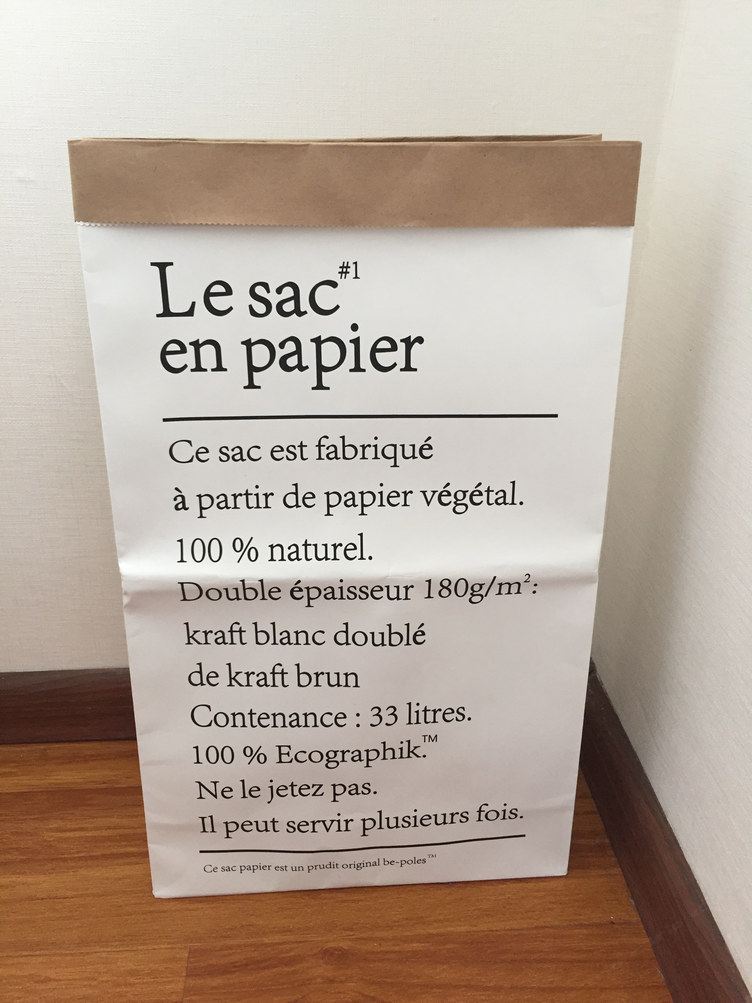 Le sac #1
en papier
Ce sac est fabriqué
à partir de papier végétal.
100 % naturel.
Double épaisseur 180g/m²:
kraft blanc doublé
de kraft brun
Contenance : 33 litres.
100 % Ecographik.™
Ne le jetez pas.
Il peut servir plusieurs fois.
Ce sac papier est un prudit original be-poles™